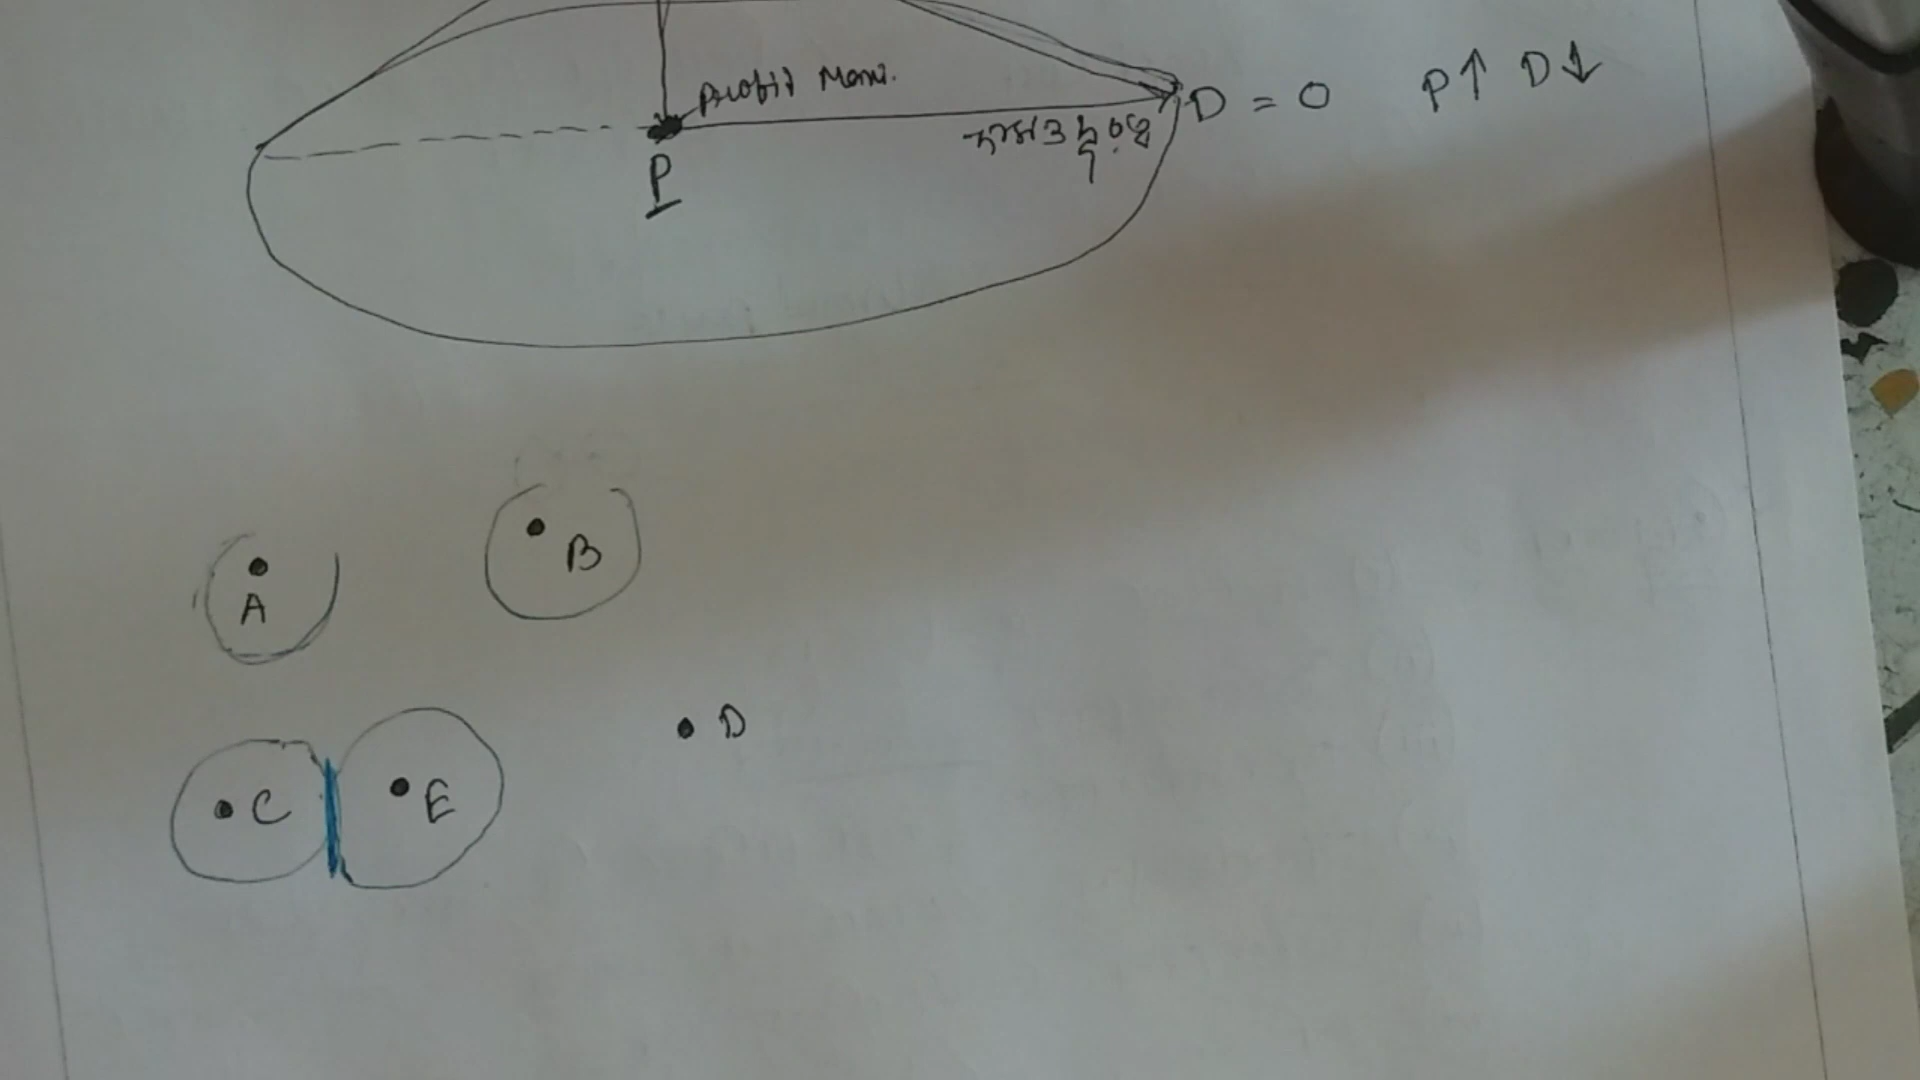 Profit Maxi.
D = 0 P↑ D↓
P
B
A
D
C
E